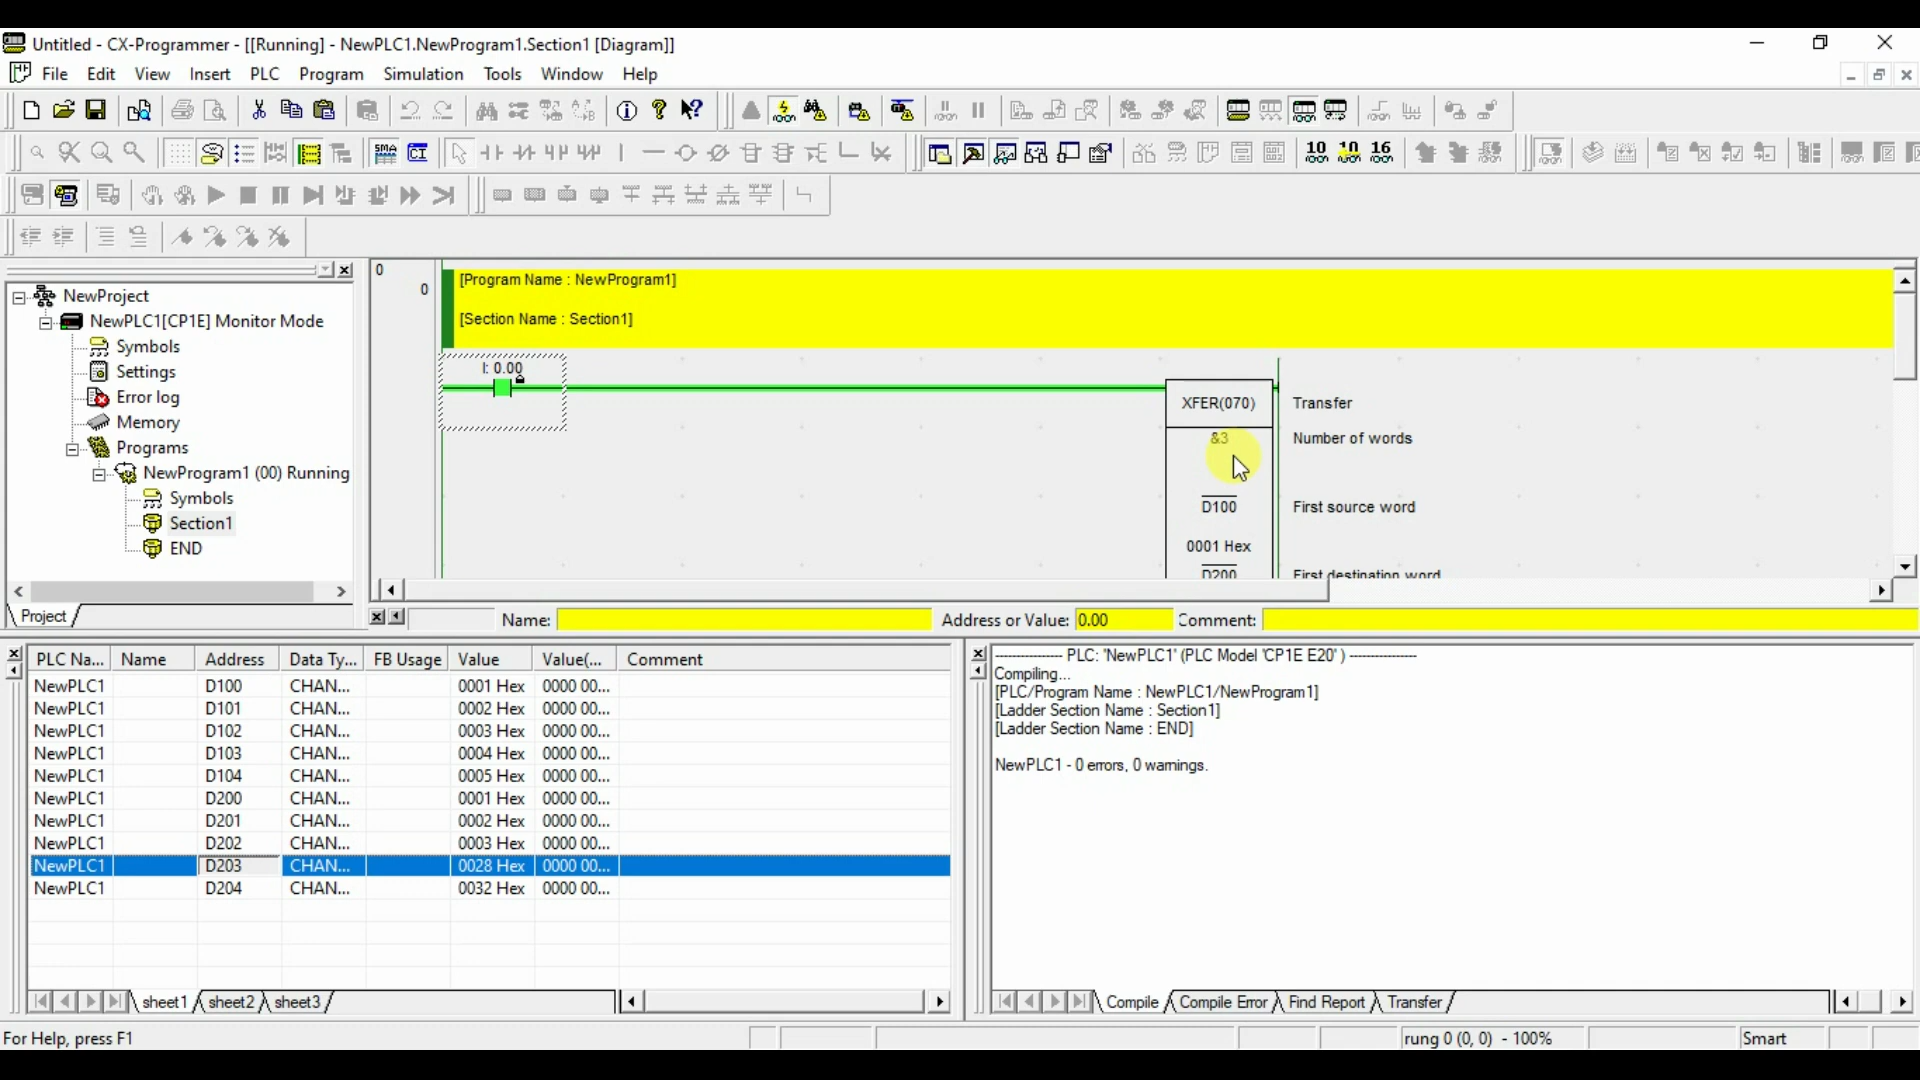 Untitled - CX-Programmer - [[Running] - NewPLC1.NewProgram1.Section1 [Diagram]]
File Edit View Insert PLC Program Simulation Tools Window Help
SMA
10 10 16
NewProject
NewPLC1[CP1E] Monitor Mode
Symbols
Settings
Error log
Memory
Programs
NewProgram1 (00) Running
Symbols
Section1
END
Project
0
0
[Program Name : NewProgram1]
[Section Name : Section1]
I: 0.00
XFER(070) Transfer
&3 Number of words
D100 First source word
0001 Hex
D200 First destination word
Name: Address or Value: 0.00 Comment:
PLC Na... Name Address Data Ty... FB Usage Value Value(... Comment
NewPLC1 D100 CHAN... 0001 Hex 0000 00...
NewPLC1 D101 CHAN... 0002 Hex 0000 00...
NewPLC1 D102 CHAN... 0003 Hex 0000 00...
NewPLC1 D103 CHAN... 0004 Hex 0000 00...
NewPLC1 D104 CHAN... 0005 Hex 0000 00...
NewPLC1 D200 CHAN... 0001 Hex 0000 00...
NewPLC1 D201 CHAN... 0002 Hex 0000 00...
NewPLC1 D202 CHAN... 0003 Hex 0000 00...
NewPLC1 D203 CHAN... 0028 Hex 0000 00...
NewPLC1 D204 CHAN... 0032 Hex 0000 00...
sheet1 sheet2 sheet3
---------------- PLC: 'NewPLC1' (PLC Model 'CP1E E20' ) ----------------
Compiling...
[PLC/Program Name : NewPLC1/NewProgram1]
[Ladder Section Name : Section1]
[Ladder Section Name : END]
NewPLC1 - 0 errors, 0 warnings.
Compile Compile Error Find Report Transfer
For Help, press F1
rung 0 (0, 0) - 100%
Smart